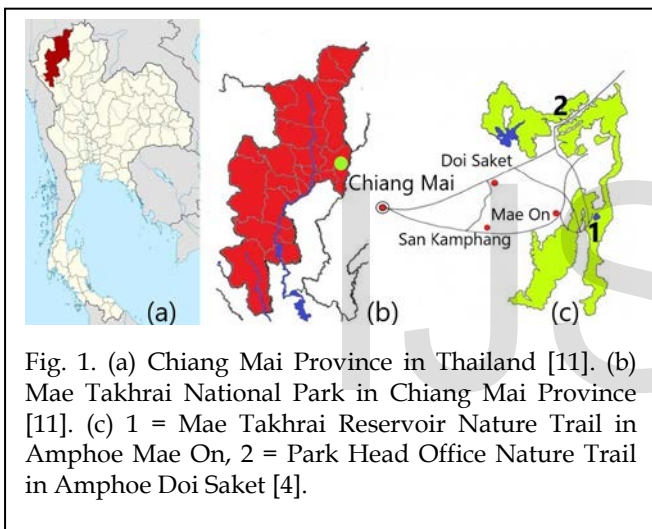 2
Doi Saket
Chiang Mai
Mae On
San Kamphang
1
(a)
(b)
(c)
IJS
Fig. 1. (a) Chiang Mai Province in Thailand [11]. (b)
Mae Takhrai National Park in Chiang Mai Province
[11]. (c) 1 = Mae Takhrai Reservoir Nature Trail in
Amphoe Mae On, 2 = Park Head Office Nature Trail
in Amphoe Doi Saket [4].